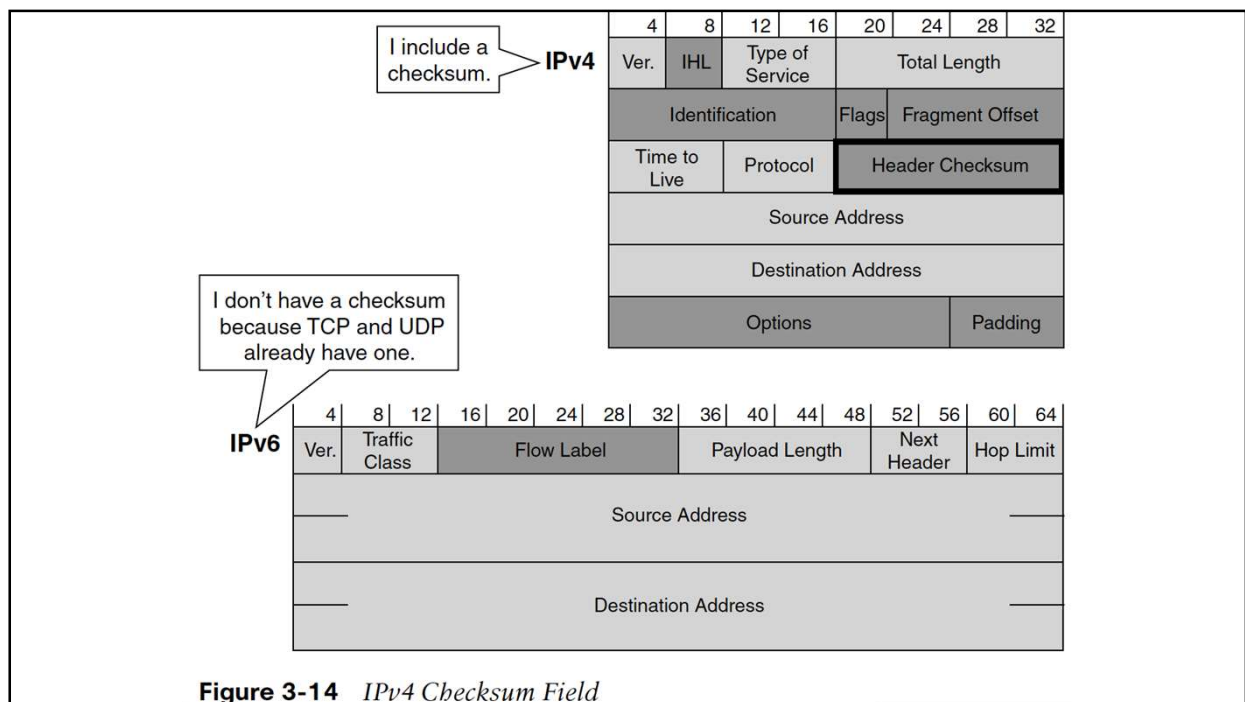 I include a
checksum.
IPv4
4 8 12 16 20 24 28 32
Ver. IHL Type of Service Total Length
Identification Flags Fragment Offset
Time to Live Protocol Header Checksum
Source Address
Destination Address
Options Padding
I don't have a checksum
because TCP and UDP
already have one.
IPv6
4 8 12 16 20 24 28 32 36 40 44 48 52 56 60 64
Ver. Traffic Class Flow Label Payload Length Next Header Hop Limit
Source Address
Destination Address
Figure 3-14 IPv4 Checksum Field